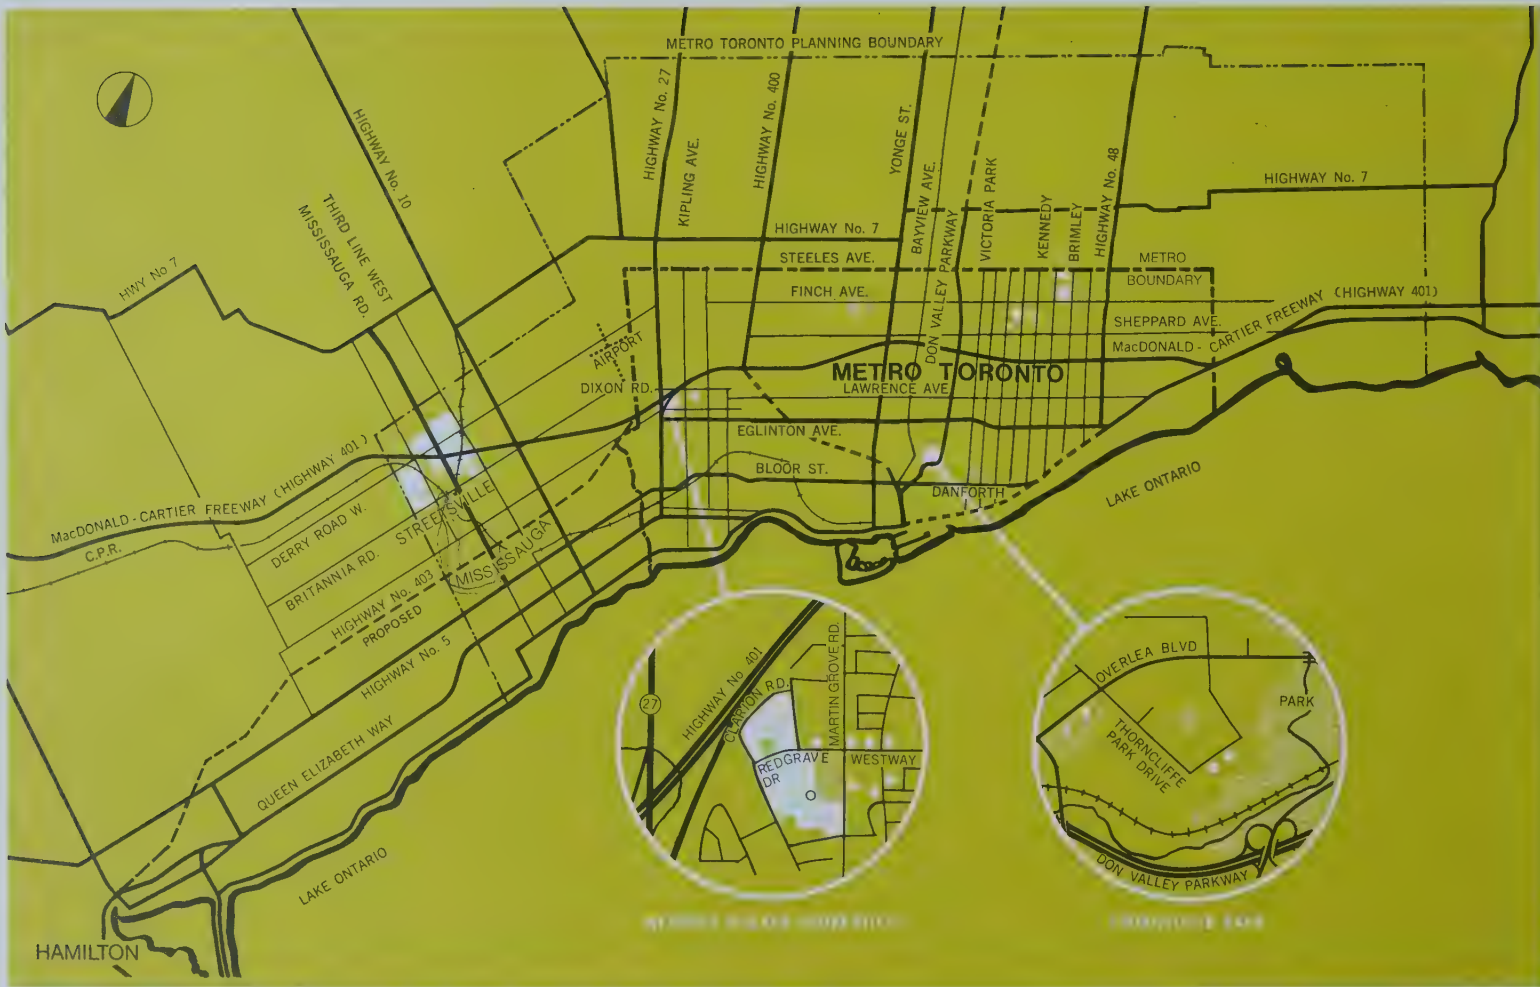 METRO TORONTO PLANNING BOUNDARY
HIGHWAY No. 10
HIGHWAY No. 27
KIPLING AVE.
HIGHWAY No. 400
YONGE ST.
BAYVIEW AVE.
DON VALLEY PARKWAY
VICTORIA PARK
KENNEDY
BRIMLEY
HIGHWAY No. 48
HIGHWAY No. 7
THIRD LINE WEST
MISSISSAUGA RD.
HWY No 7
HIGHWAY No. 7
STEELES AVE.
METRO
BOUNDARY
FINCH AVE.
SHEPPARD AVE.
MacDONALD - CARTIER FREEWAY (HIGHWAY 401)
AIRPORT
DIXON RD.
METRO TORONTO
LAWRENCE AVE.
EGLINTON AVE.
BLOOR ST.
DANFORTH
LAKE ONTARIO
MacDONALD - CARTIER FREEWAY (HIGHWAY 401)
C.P.R.
DERRY ROAD W.
BRITANNIA RD.
STREETSVILLE
MISSISSAUGA
HIGHWAY No. 403
PROPOSED
HIGHWAY No. 5
QUEEN ELIZABETH WAY
LAKE ONTARIO
HAMILTON
27
HIGHWAY No 401
CLARION RD.
MARTIN GROVE RD.
REDGRAVE
DR
WESTWAY
OVERLEA BLVD
PARK
THORNCLIFFE
PARK DRIVE
DON VALLEY PARKWAY